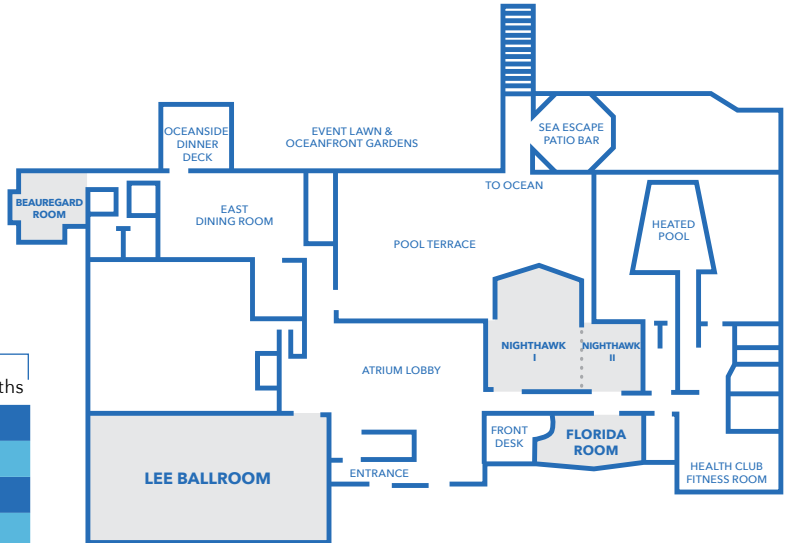 OCEANSIDE
DINNER
DECK
EVENT LAWN &
OCEANFRONT GARDENS
SEA ESCAPE
PATIO BAR
TO OCEAN
BEAUREGARD
ROOM
EAST
DINING ROOM
POOL TERRACE
HEATED
POOL
NIGHTHAWK
I
NIGHTHAWK
II
ATRIUM LOBBY
ths
FRONT
DESK
FLORIDA
ROOM
LEE BALLROOM
ENTRANCE
HEALTH CLUB
FITNESS ROOM